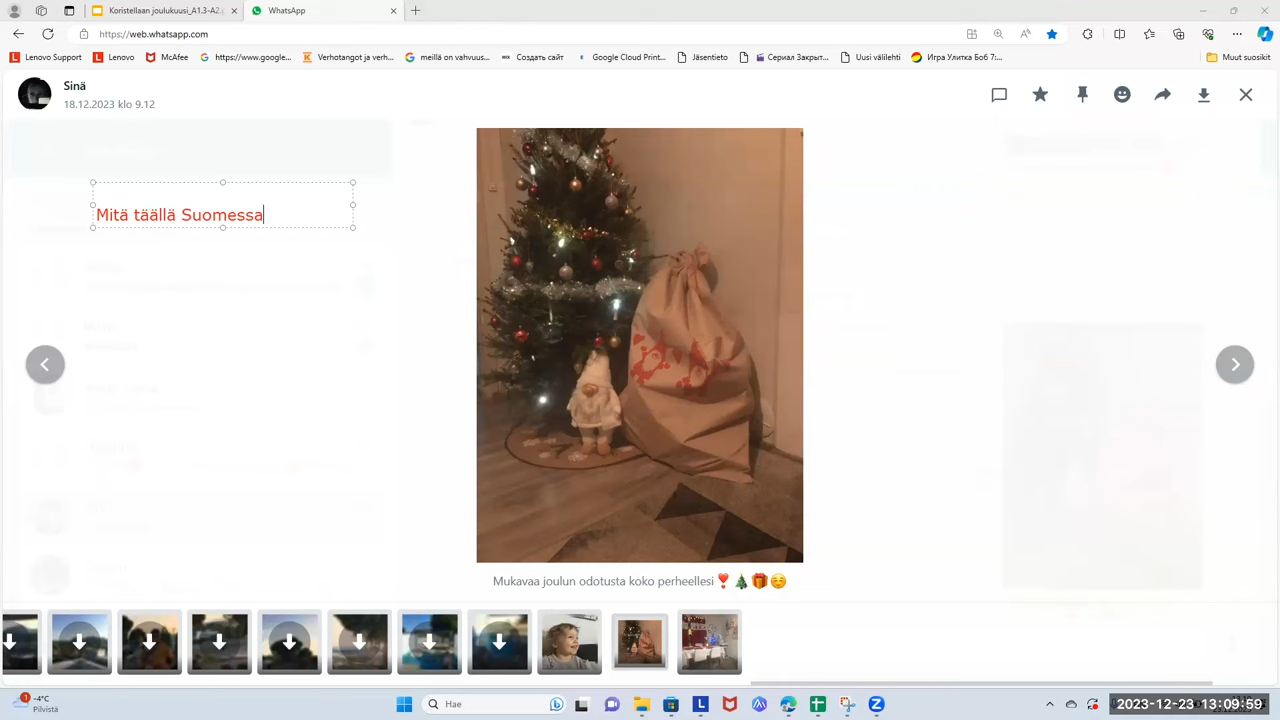 Koristellaan joulukuusi_A1.3-A2.
WhatsApp
https://web.whatsapp.com
Lenovo Support
Lenovo
McAfee
https://www.google...
Verhotangot ja verh...
meillä on vahvuus...
Создать сайт
Google Cloud Print...
Jäsentieto
Сериал Закрыт...
Uusi välilehti
Игра Улитка Боб 7:...
Muut suosikit
Sinä
18.12.2023 klo 9.12
Mitä täällä Suomessa
Mukavaa joulun odotusta koko perheellesi
1
-4°C
Pilvistä
Hae
2023-12-23 13:09:59